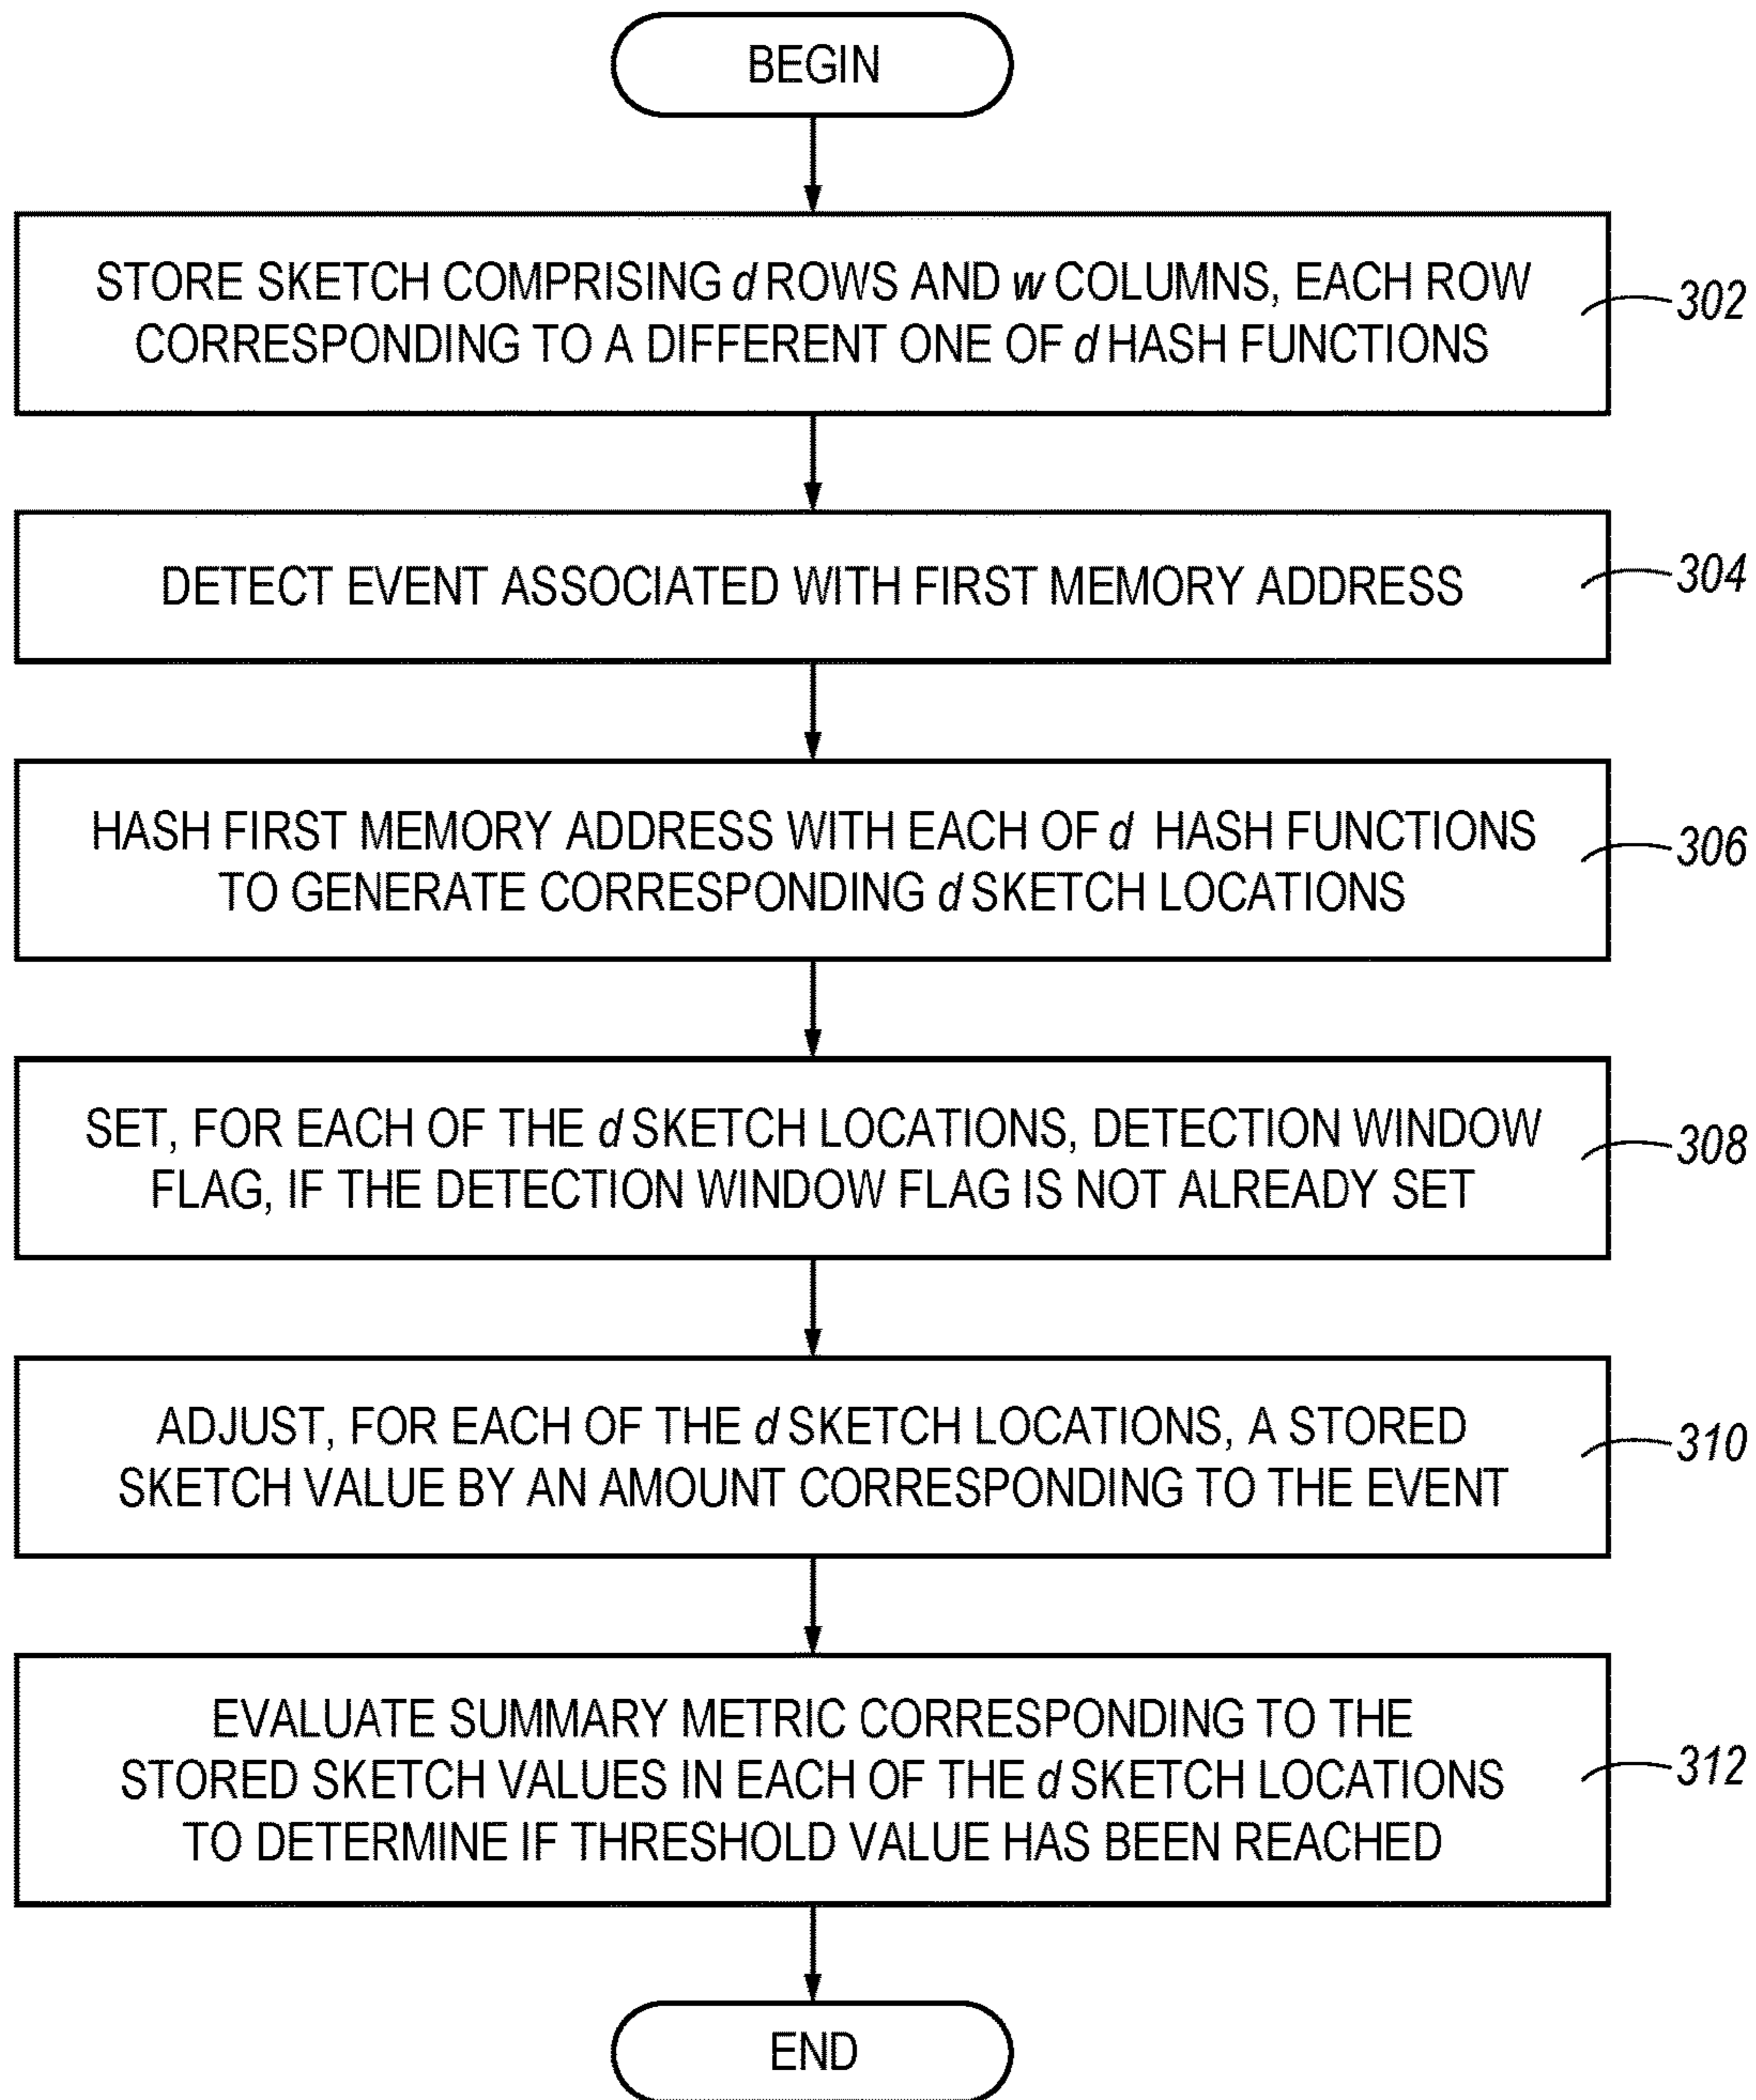 BEGIN
STORE SKETCH COMPRISING d ROWS AND w COLUMNS, EACH ROW
CORRESPONDING TO A DIFFERENT ONE OF d HASH FUNCTIONS
302
DETECT EVENT ASSOCIATED WITH FIRST MEMORY ADDRESS
304
HASH FIRST MEMORY ADDRESS WITH EACH OF d HASH FUNCTIONS
TO GENERATE CORRESPONDING d SKETCH LOCATIONS
306
SET, FOR EACH OF THE d SKETCH LOCATIONS, DETECTION WINDOW
FLAG, IF THE DETECTION WINDOW FLAG IS NOT ALREADY SET
308
ADJUST, FOR EACH OF THE d SKETCH LOCATIONS, A STORED
SKETCH VALUE BY AN AMOUNT CORRESPONDING TO THE EVENT
310
EVALUATE SUMMARY METRIC CORRESPONDING TO THE
STORED SKETCH VALUES IN EACH OF THE d SKETCH LOCATIONS
TO DETERMINE IF THRESHOLD VALUE HAS BEEN REACHED
312
END